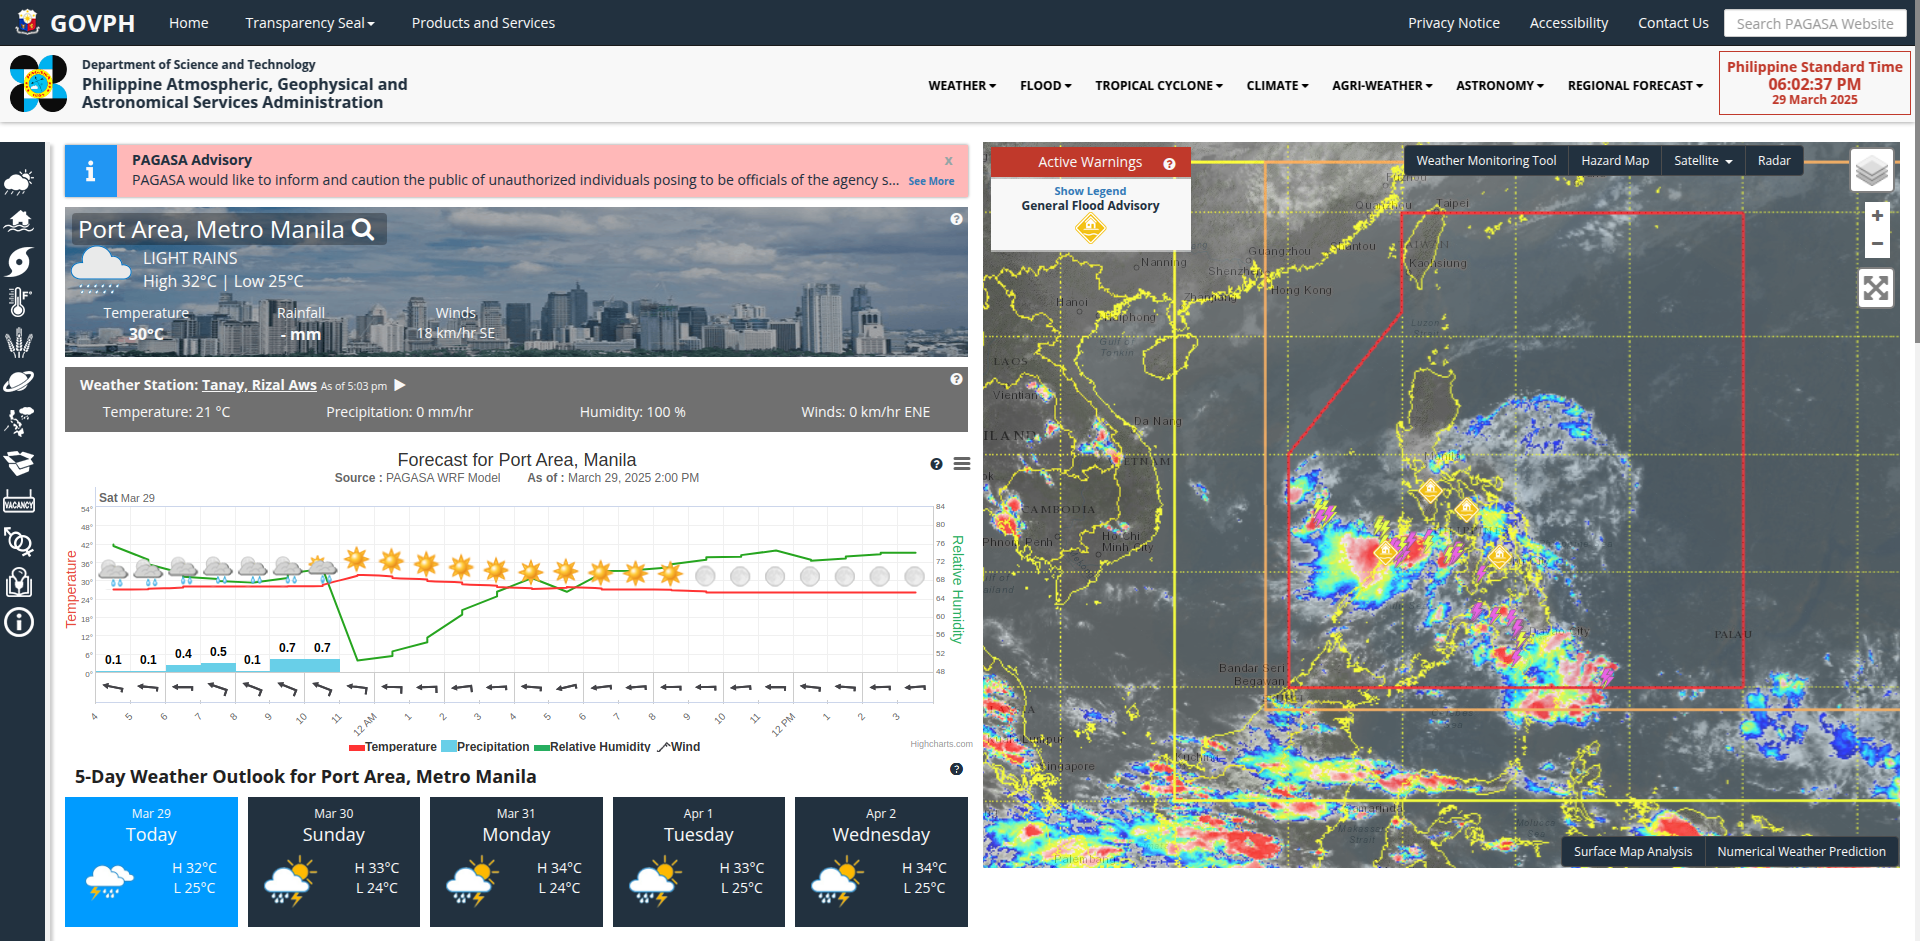 GOVPH
Home
Transparency Seal
Products and Services
Privacy Notice
Accessibility
Contact Us
Search PAGASA Website
Department of Science and Technology
Philippine Atmospheric, Geophysical and
Astronomical Services Administration
WEATHER
FLOOD
TROPICAL CYCLONE
CLIMATE
AGRI-WEATHER
ASTRONOMY
REGIONAL FORECAST
Philippine Standard Time
06:02:37 PM
29 March 2025
PAGASA Advisory
x
PAGASA would like to inform and caution the public of unauthorized individuals posing to be officials of the agency s... See More
Port Area, Metro Manila
LIGHT RAINS
High 32°C | Low 25°C
Temperature
30°C
Rainfall
- mm
Winds
18 km/hr SE
Weather Station: Tanay, Rizal Aws As of 5:03 pm
Temperature: 21 °C
Precipitation: 0 mm/hr
Humidity: 100 %
Winds: 0 km/hr ENE
Forecast for Port Area, Manila
Source : PAGASA WRF Model As of : March 29, 2025 2:00 PM
Sat Mar 29
Temperature
54°
48°
42°
36°
30°
24°
18°
12°
6°
0°
84
80
76
72
68
64
60
56
52
48
Relative Humidity
0.1 0.1 0.4 0.5 0.1 0.7 0.7
4 5 6 7 8 9 10 11 12 AM 1 2 3 4 5 6 7 8 9 10 11 12 PM 1 2 3
Temperature Precipitation Relative Humidity Wind
Highcharts.com
5-Day Weather Outlook for Port Area, Metro Manila
Mar 29
Today
H 32°C
L 25°C
Mar 30
Sunday
H 33°C
L 24°C
Mar 31
Monday
H 34°C
L 24°C
Apr 1
Tuesday
H 33°C
L 25°C
Apr 2
Wednesday
H 34°C
L 25°C
VACANCY
Active Warnings
Show Legend
General Flood Advisory
Weather Monitoring Tool
Hazard Map
Satellite
Radar
+
−
Taipei
Guangzhou
Shantou
Nanning
Shenzhen
Kaohsiung
Hong Kong
Hanoi
Haiphong
Luzon
Gulf of
Tonkin
LAOS
Vientian
Da Nang
ILAND
ETNAM
CAMBODIA
Phnom Penh
Ho Chi
Minh City
PALAU
Bandar Seri
Begawan
Kuching
Singapore
Samarinda
Palembang
Surface Map Analysis
Numerical Weather Prediction